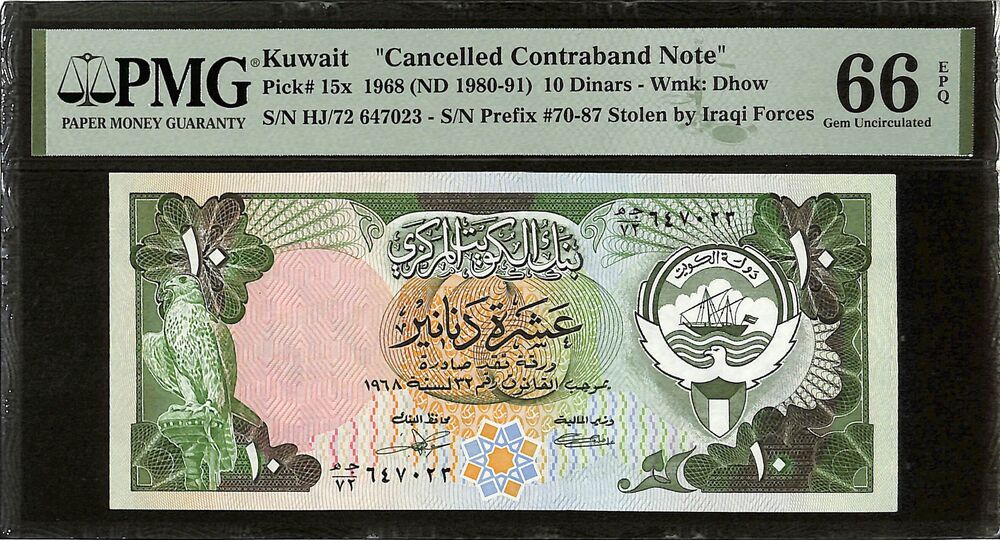 PMG®
PAPER MONEY GUARANTY
Kuwait "Cancelled Contraband Note"
Pick# 15x 1968 (ND 1980-91) 10 Dinars - Wmk: Dhow
S/N HJ/72 647023 - S/N Prefix #70-87 Stolen by Iraqi Forces
66 EPQ
Gem Uncirculated
١٠
بنك الكويت المركزي
٧٢ ٦٤٧٠٢٣
١٠
دولة الكويت
عشرة دنانير
ورقة نقد صادرة
بموجب القانون رقم ٣٢ لسنة ١٩٦٨
محافظ البنك
وزير المالية
١٠
٧٢ ٦٤٧٠٢٣
١٠